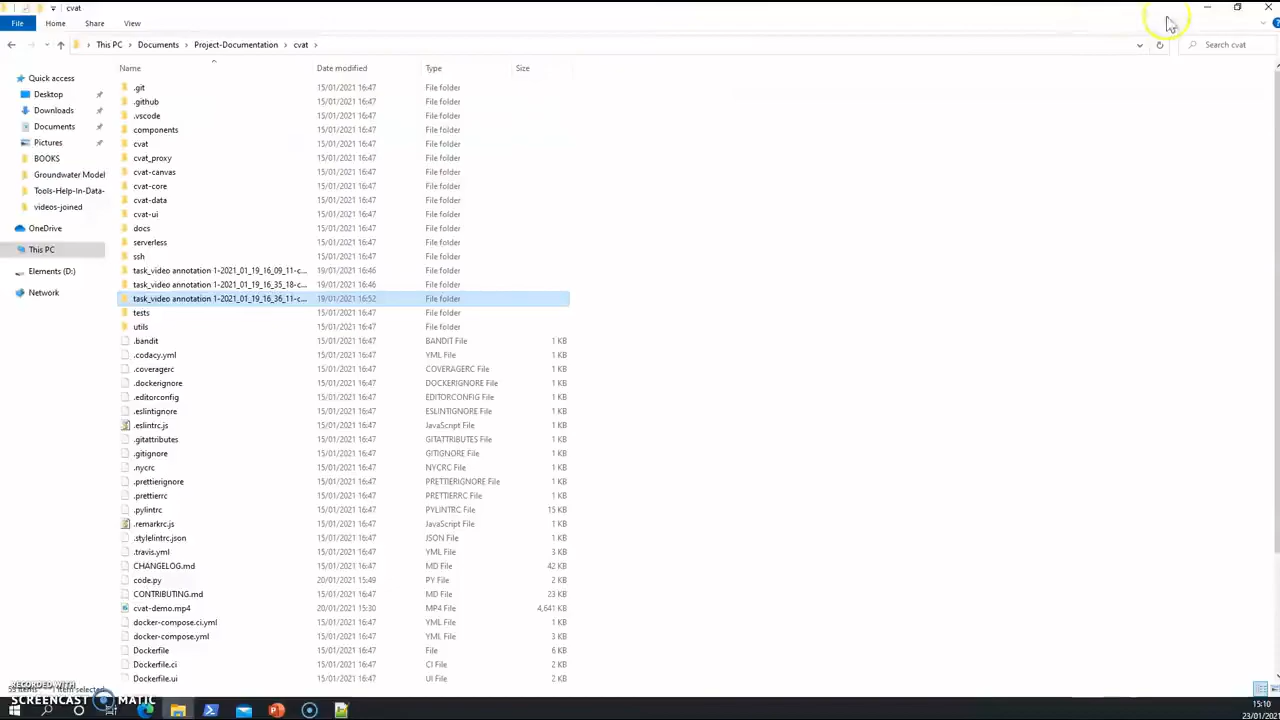 cvat
File Home Share View
This PC Documents Project-Documentation cvat Search cvat
Name Date modified Type Size
Quick access
Desktop
Downloads
Documents
Pictures
BOOKS
Groundwater Model
Tools-Help-In-Data-
videos-joined
OneDrive
This PC
Elements (D:)
Network
.git 15/01/2021 16:47 File folder
.github 15/01/2021 16:47 File folder
.vscode 15/01/2021 16:47 File folder
components 15/01/2021 16:47 File folder
cvat 15/01/2021 16:47 File folder
cvat_proxy 15/01/2021 16:47 File folder
cvat-canvas 15/01/2021 16:47 File folder
cvat-core 15/01/2021 16:47 File folder
cvat-data 15/01/2021 16:47 File folder
cvat-ui 15/01/2021 16:47 File folder
docs 15/01/2021 16:47 File folder
serverless 15/01/2021 16:47 File folder
ssh 15/01/2021 16:47 File folder
task_video annotation 1-2021_01_19_16_09_11-c... 19/01/2021 16:46 File folder
task_video annotation 1-2021_01_19_16_35_18-c... 19/01/2021 16:46 File folder
task_video annotation 1-2021_01_19_16_36_11-c... 19/01/2021 16:52 File folder
tests 15/01/2021 16:47 File folder
utils 15/01/2021 16:47 File folder
.bandit 15/01/2021 16:47 BANDIT File 1 KB
.codacy.yml 15/01/2021 16:47 YML File 1 KB
.coveragerc 15/01/2021 16:47 COVERAGERC File 1 KB
.dockerignore 15/01/2021 16:47 DOCKERIGNORE File 1 KB
.editorconfig 15/01/2021 16:47 EDITORCONFIG File 1 KB
.eslintignore 15/01/2021 16:47 ESLINTIGNORE File 1 KB
.eslintrc.js 15/01/2021 16:47 JavaScript File 1 KB
.gitattributes 15/01/2021 16:47 GITATTRIBUTES File 1 KB
.gitignore 15/01/2021 16:47 GITIGNORE File 1 KB
.nycrc 15/01/2021 16:47 NYCRC File 1 KB
.prettierignore 15/01/2021 16:47 PRETTIERIGNORE File 1 KB
.prettierrc 15/01/2021 16:47 PRETTIERRC File 1 KB
.pylintrc 15/01/2021 16:47 PYLINTRC File 15 KB
.remarkrc.js 15/01/2021 16:47 JavaScript File 1 KB
.stylelintrc.json 15/01/2021 16:47 JSON File 1 KB
.travis.yml 15/01/2021 16:47 YML File 3 KB
CHANGELOG.md 15/01/2021 16:47 MD File 42 KB
code.py 20/01/2021 15:49 PY File 2 KB
CONTRIBUTING.md 15/01/2021 16:47 MD File 23 KB
cvat-demo.mp4 20/01/2021 15:30 MP4 File 4,641 KB
docker-compose.ci.yml 15/01/2021 16:47 YML File 1 KB
docker-compose.yml 15/01/2021 16:47 YML File 3 KB
Dockerfile 15/01/2021 16:47 File 6 KB
Dockerfile.ci 15/01/2021 16:47 CI File 2 KB
Dockerfile.ui 15/01/2021 16:47 UI File 2 KB
RECORDED WITH
SCREENCAST MATIC
15:10
23/01/2021